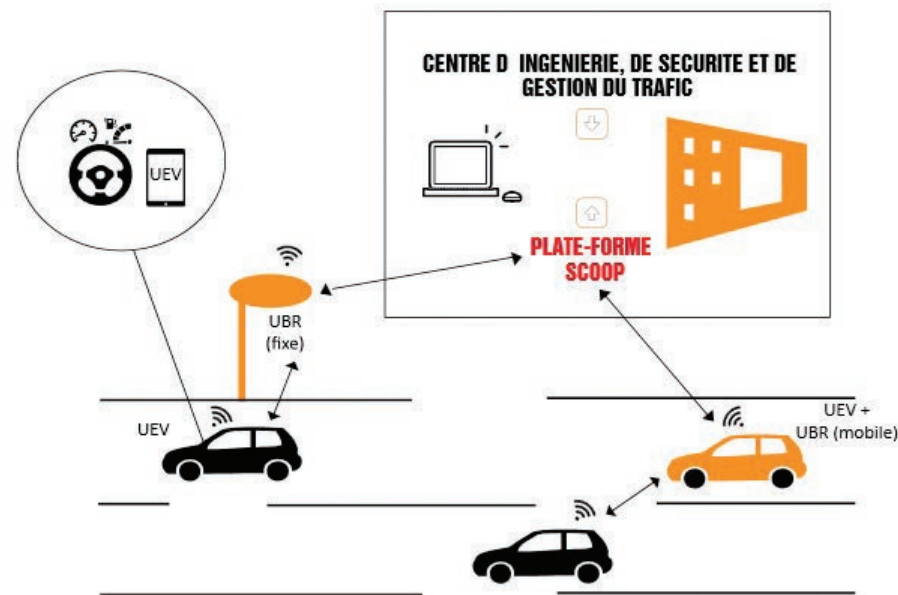 CENTRE D INGENIERIE, DE SECURITE ET DE
GESTION DU TRAFIC
UEV
PLATE-FORME
SCOOP
UBR
(fixe)
UEV
UEV +
UBR (mobile)